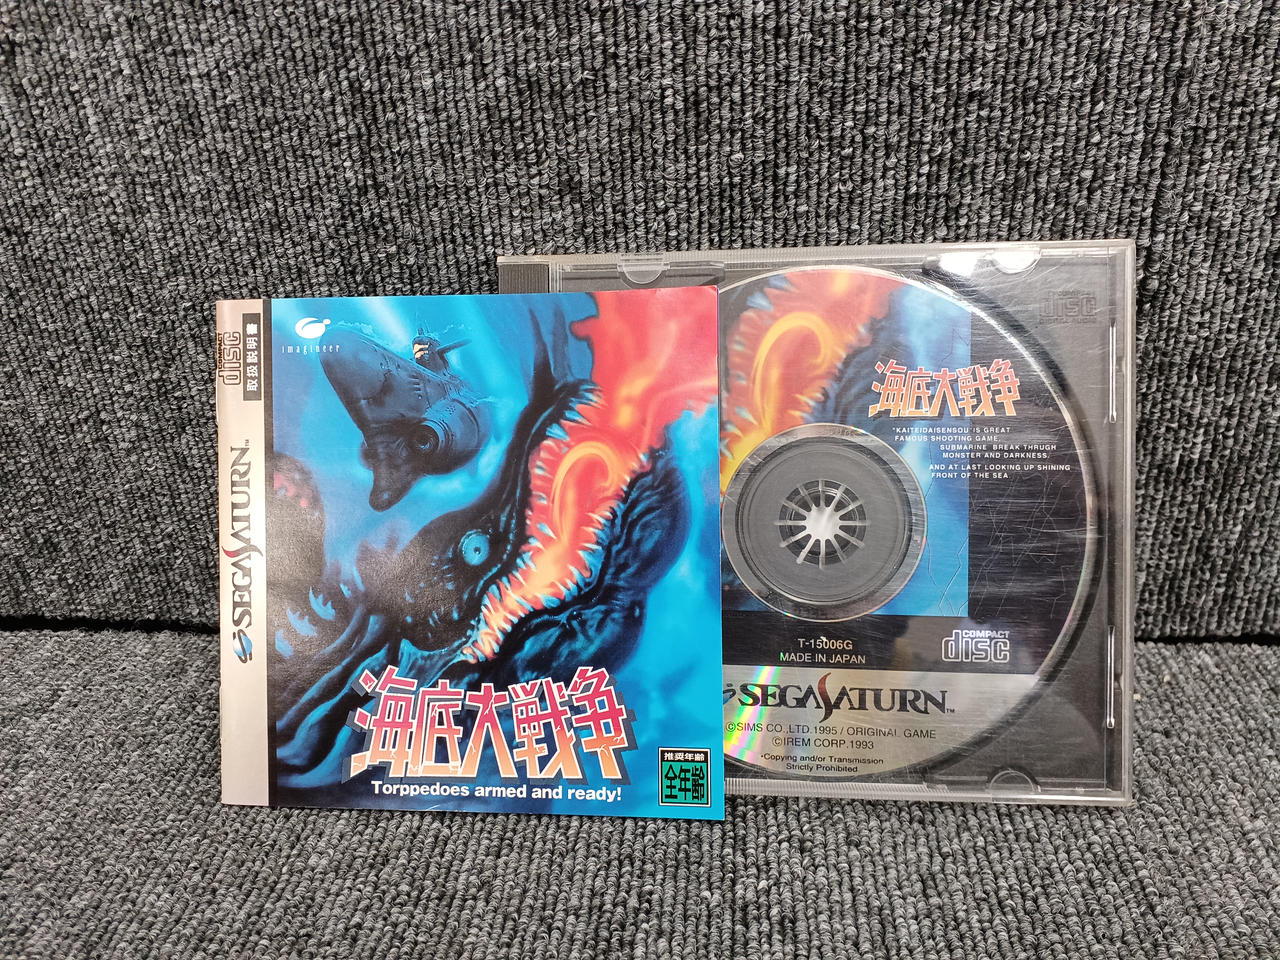 imagineer
COMPACT
disc
取扱説明書
SEGA SATURN™
海底大戦争
Torppedoes armed and ready!
推奨年齢
全年齢
disc
海底大戦争
"KAITEIDAISENSOU"IS GREAT
FAMOUS SHOOTING GAME.
SUBMARINE BREAK THRUGH
MONSTER AND DARKNESS.
AND AT LAST LOOKING UP SHINING
FRONT OF THE SEA.
T-15006G
MADE IN JAPAN
COMPACT
disc
SEGA SATURN™
©SIMS CO.,LTD.1995 / ORIGINAL GAME
©IREM CORP.1993
•Copying and/or Transmission
Strictly Prohibited